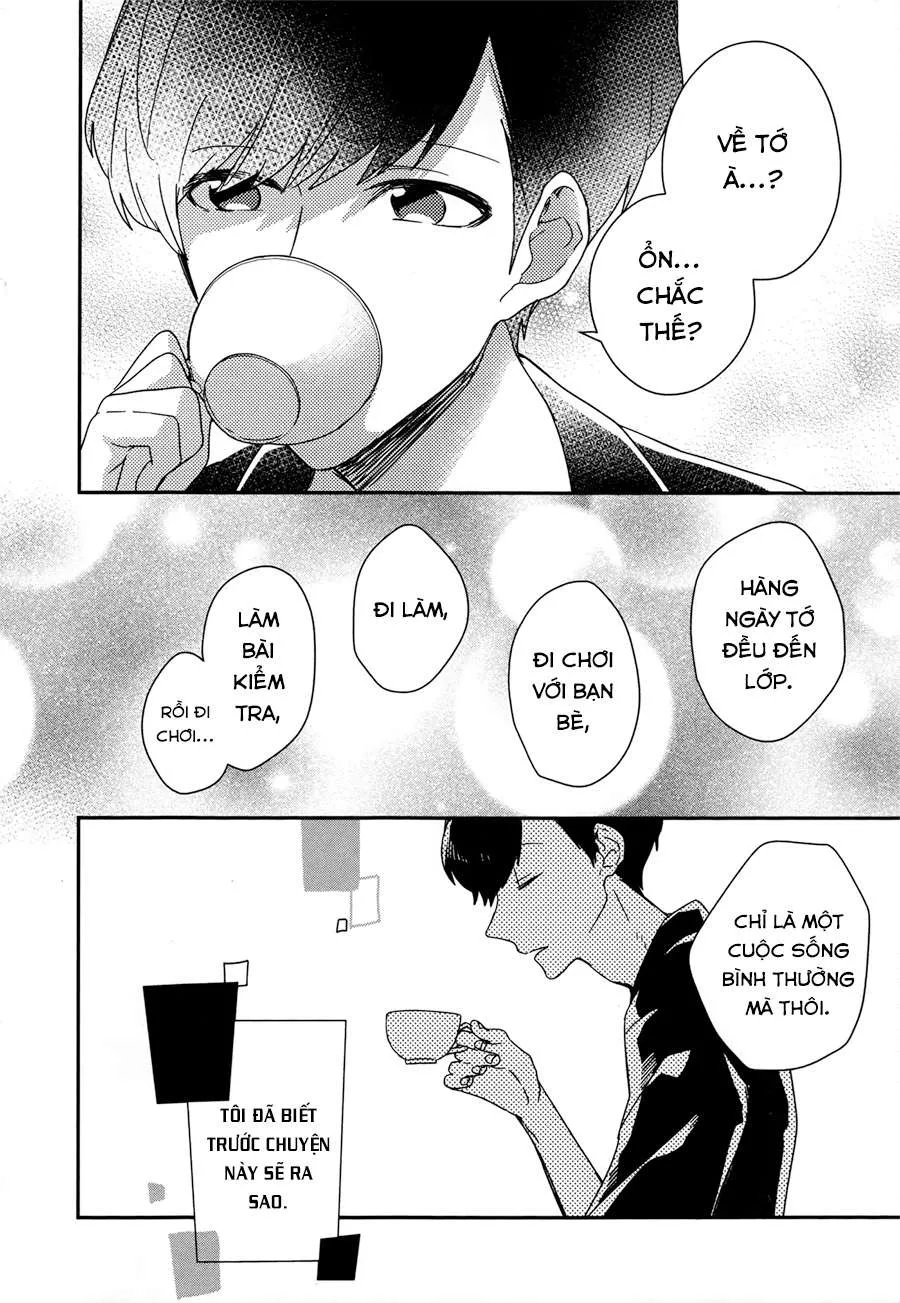 VỀ TỚ
À...?
ỔN...
CHẮC
THẾ?
HÀNG
NGÀY TỚ
ĐỀU ĐẾN
LỚP.
ĐI CHƠI
VỚI BẠN
BÈ,
ĐI LÀM,
LÀM
BÀI
KIỂM
TRA,
RỒI ĐI
CHƠI...
CHỈ LÀ MỘT
CUỘC SỐNG
BÌNH THƯỜNG
MÀ THÔI.
TÔI ĐÃ BIẾT
TRƯỚC CHUYỆN
NÀY SẼ RA
SAO.